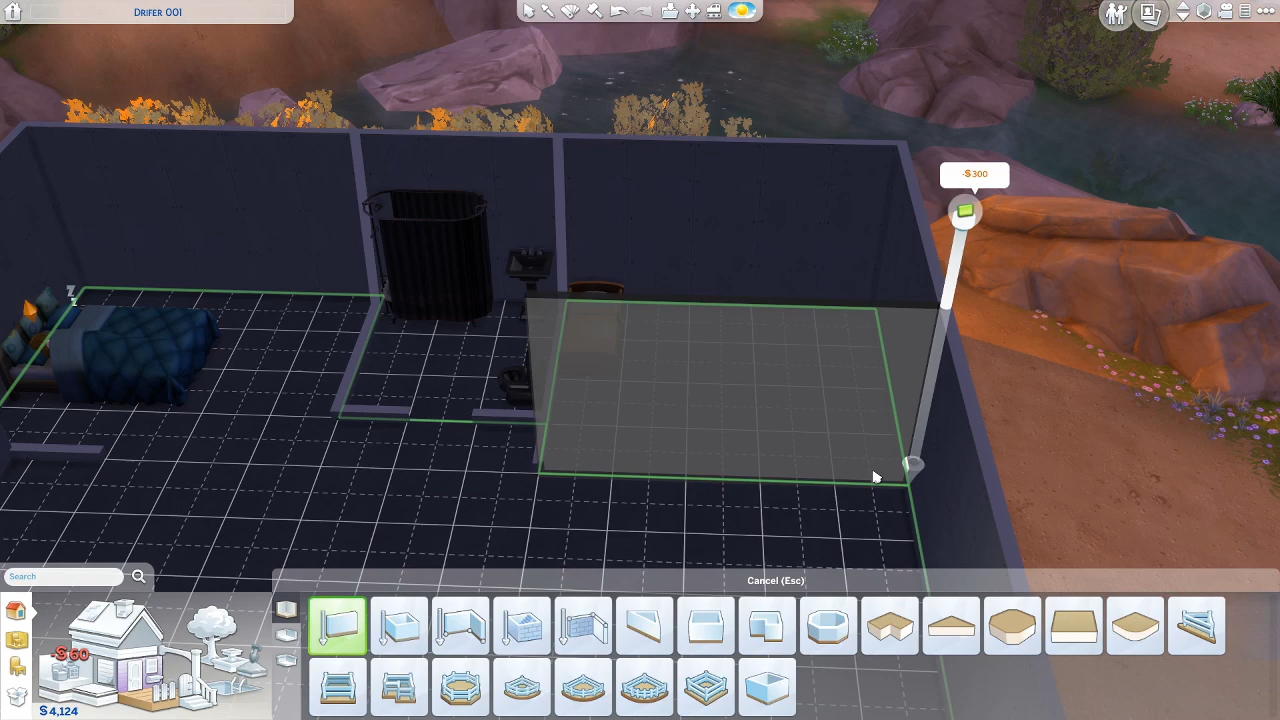 DRIFER 001
-§300
Z
z
Search
Cancel (Esc)
-§60
§4,124